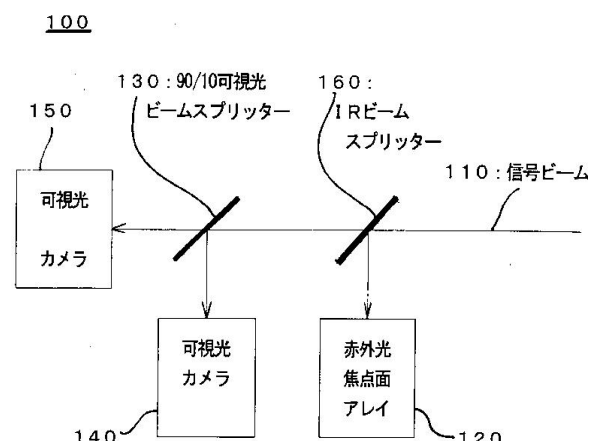 １００
１３０：90/10可視光
ビームスプリッター
１６０：
ＩＲビーム
スプリッター
１５０
１１０：信号ビーム
可視光
カメラ
可視光
カメラ
赤外光
焦点面
アレイ
１４０
１２０